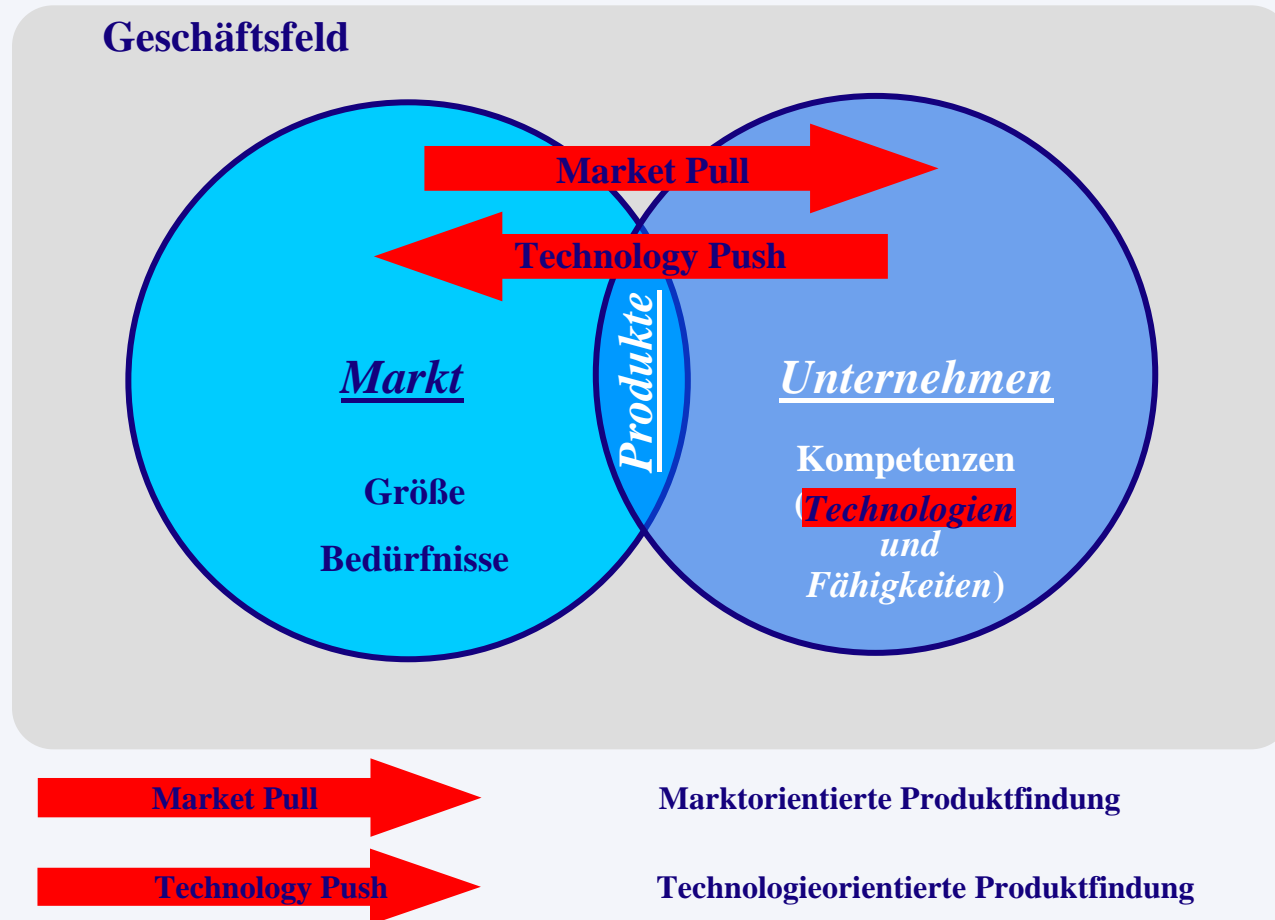 Geschäftsfeld
Market Pull
Technology Push
Produkte
Markt
Größe
Bedürfnisse
Unternehmen
Kompetenzen
(Technologien
und
Fähigkeiten)
Market Pull
Marktorientierte Produktfindung
Technology Push
Technologieorientierte Produktfindung